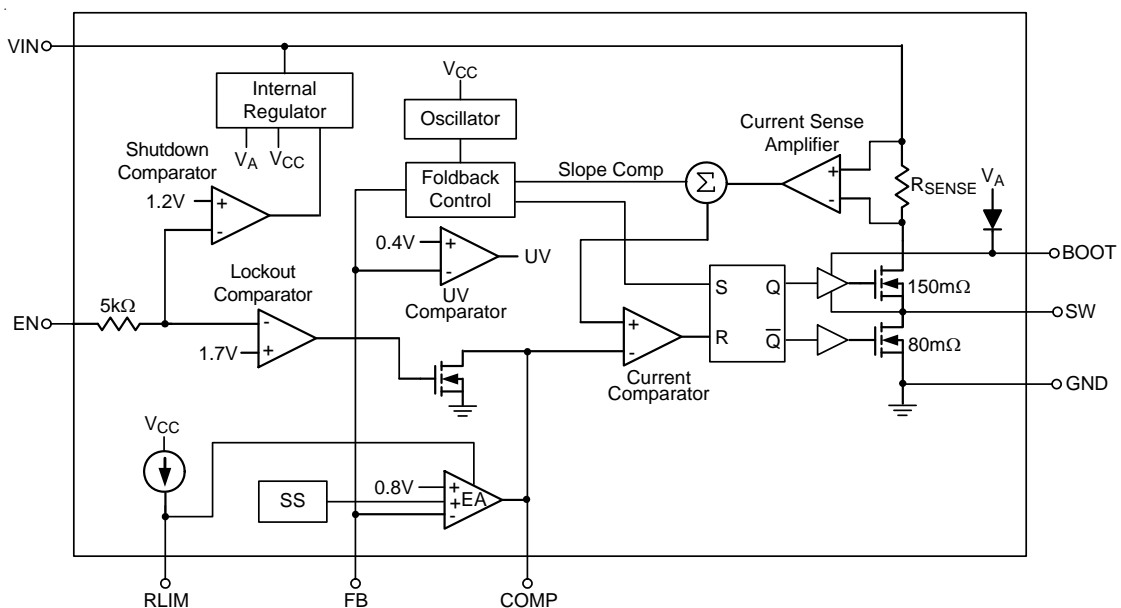 VIN
Internal
Regulator
VA
VCC
Shutdown
Comparator
1.2V
+
-
VCC
Oscillator
Foldback
Control
Slope Comp
Σ
Current Sense
Amplifier
+
-
RSENSE
VA
BOOT
0.4V
+
-
UV
UV
Comparator
Lockout
Comparator
5kΩ
EN
-
1.7V
+
S
Q
R
Q̅
150mΩ
SW
80mΩ
GND
+
-
Current
Comparator
VCC
SS
0.8V
+
+
-
EA
RLIM
FB
COMP